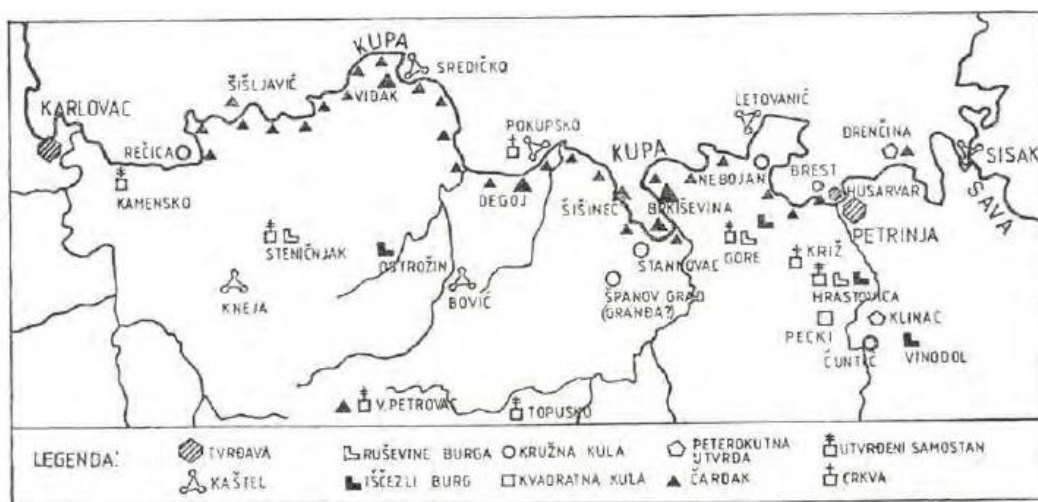 KUPA
SREDIČKO
ŠIŠLJAVIĆ
VIDAK
KARLOVAC
LETOVANIĆ
POKUPSKO
KUPA
DRENČINA
SISAK
REČICA
NEBOJAN
BREST
HUSARVAR
KAMENSKO
DEGOJ
ŠIŠINEC
BRKIŠEVINA
SAVA
PETRINJA
STENIČNJAK
OSTROŽIN
GORE
KRIŽ
STANKOVAC
KNEJA
BOVIĆ
ŠPANOV GRAD
(GRANĐA?)
HRASTOVICA
PECKI
KLINAC
ČUNTIĆ
VINODOL
V. PETROVAC
TOPUSKO
LEGENDA:
TVRĐAVA
RUŠEVINE BURGA
KRUŽNA KULA
PETEROKUTNA
UTVRDA
UTVRĐENI SAMOSTAN
KAŠTEL
IŠČEZLI BURG
KVADRATNA KULA
ČARDAK
CRKVA